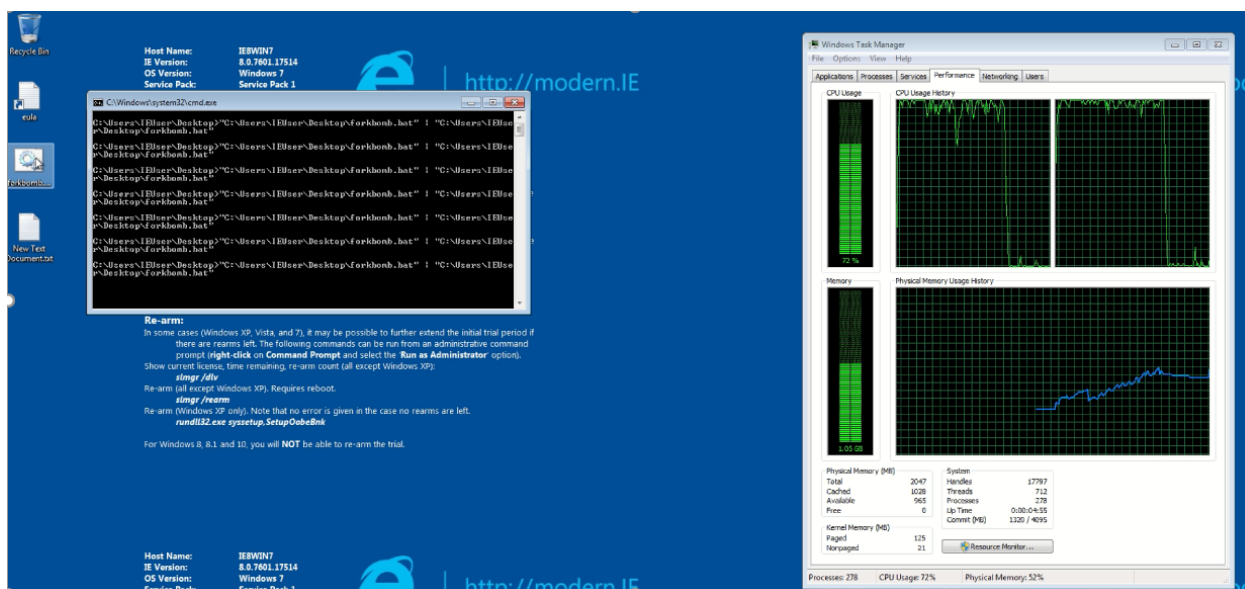 Recycle Bin
eula
forkbomb...
New Text
Document.txt
Host Name: IE8WIN7
IE Version: 8.0.7601.17514
OS Version: Windows 7
Service Pack: Service Pack 1
http://modern.IE
C:\Windows\system32\cmd.exe
C:\Users\IEUser\Desktop>"C:\Users\IEUser\Desktop\forkbomb.bat" | "C:\Users\IEUse
r\Desktop\forkbomb.bat"
C:\Users\IEUser\Desktop>"C:\Users\IEUser\Desktop\forkbomb.bat" | "C:\Users\IEUse
r\Desktop\forkbomb.bat"
C:\Users\IEUser\Desktop>"C:\Users\IEUser\Desktop\forkbomb.bat" | "C:\Users\IEUse
r\Desktop\forkbomb.bat"
C:\Users\IEUser\Desktop>"C:\Users\IEUser\Desktop\forkbomb.bat" | "C:\Users\IEUse
r\Desktop\forkbomb.bat"
C:\Users\IEUser\Desktop>"C:\Users\IEUser\Desktop\forkbomb.bat" | "C:\Users\IEUse
r\Desktop\forkbomb.bat"
C:\Users\IEUser\Desktop>"C:\Users\IEUser\Desktop\forkbomb.bat" | "C:\Users\IEUse
r\Desktop\forkbomb.bat"
C:\Users\IEUser\Desktop>"C:\Users\IEUser\Desktop\forkbomb.bat" | "C:\Users\IEUse
r\Desktop\forkbomb.bat"
Re-arm:
In some cases (Windows XP, Vista, and 7), it may be possible to further extend the initial trial period if
there are rearms left. The following commands can be run from an administrative command
prompt (right-click on Command Prompt and select the 'Run as Administrator' option).
Show current license, time remaining, re-arm count (all except Windows XP):
slmgr /dlv
Re-arm (all except Windows XP). Requires reboot.
slmgr /rearm
Re-arm (Windows XP only). Note that no error is given in the case no rearms are left.
rundll32.exe syssetup,SetupOobeBnk
For Windows 8, 8.1 and 10, you will NOT be able to re-arm the trial.
Host Name: IE8WIN7
IE Version: 8.0.7601.17514
OS Version: Windows 7
Service Pack: Service Pack 1
http://modern.IE
Windows Task Manager
File Options View Help
Applications Processes Services Performance Networking Users
CPU Usage CPU Usage History
72 %
Memory Physical Memory Usage History
1.05 GB
Physical Memory (MB)
Total 2047
Cached 1028
Available 965
Free 0
Kernel Memory (MB)
Paged 125
Nonpaged 21
System
Handles 17797
Threads 712
Processes 278
Up Time 0:00:04:55
Commit (MB) 1320 / 4095
Resource Monitor...
Processes: 278 CPU Usage: 72% Physical Memory: 52%